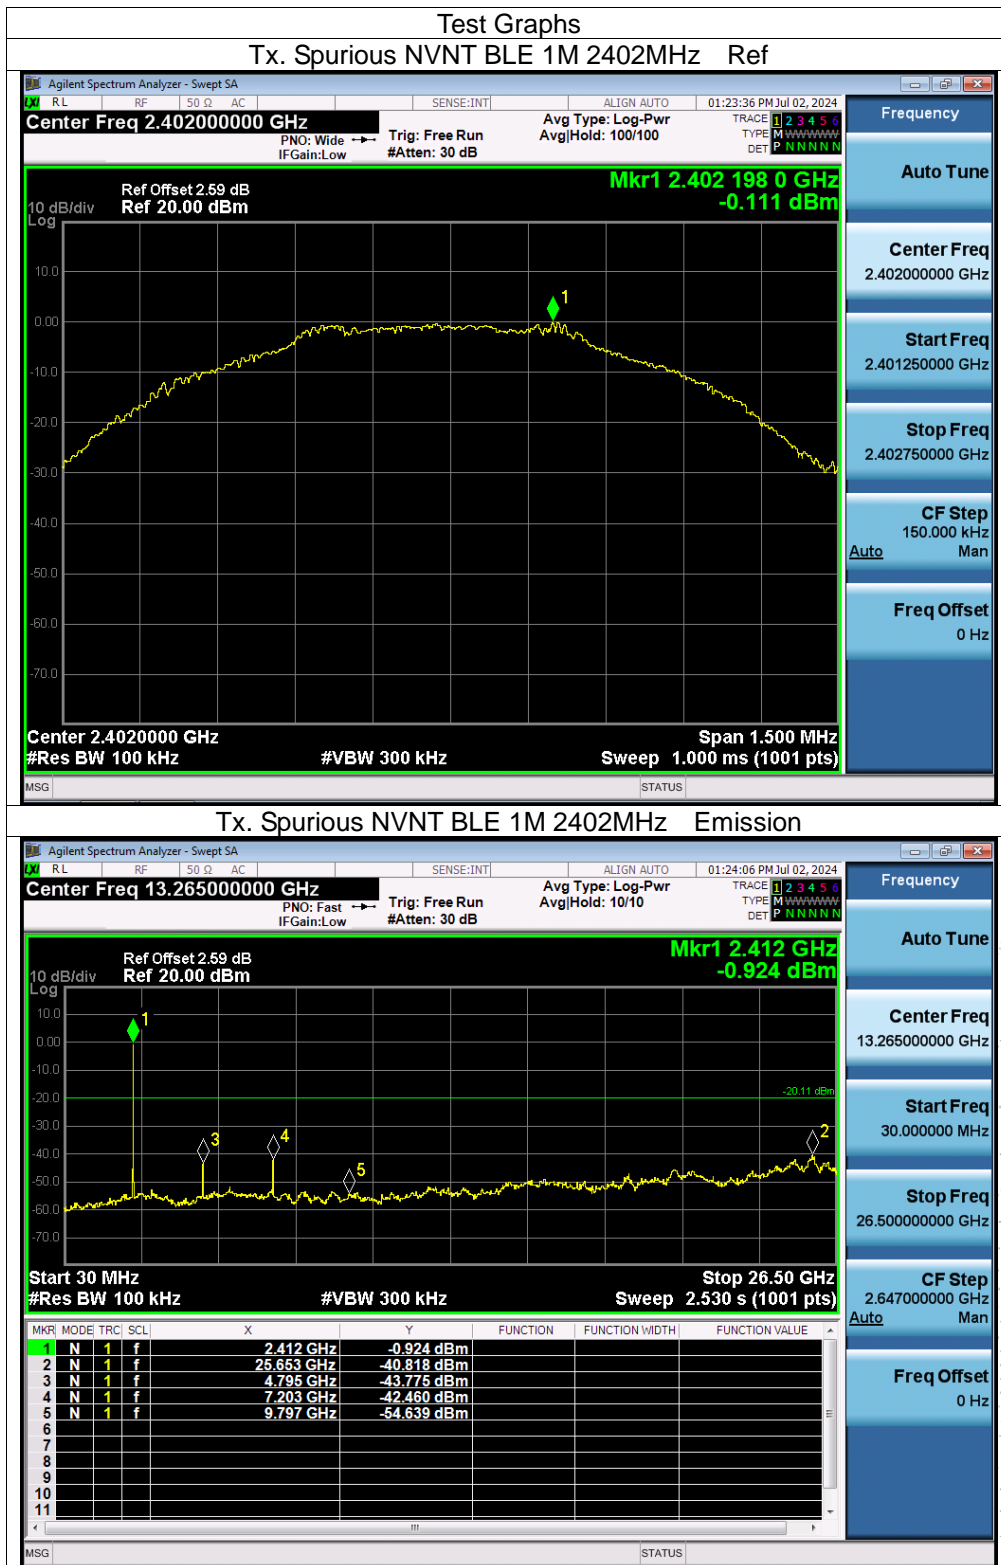 Test Graphs
Tx. Spurious NVNT BLE 1M 2402MHz Ref
Agilent Spectrum Analyzer - Swept SA
LXI RL RF 50 Ω AC SENSE:INT ALIGN AUTO 01:23:36 PM Jul 02, 2024
Center Freq 2.402000000 GHz Avg Type: Log-Pwr TRACE 1 2 3 4 5 6
PNO: Wide Trig: Free Run Avg|Hold: 100/100 TYPE M WWWWW
IFGain:Low #Atten: 30 dB DET P N N N N N
Frequency
Auto Tune
Center Freq
2.402000000 GHz
Start Freq
2.401250000 GHz
Stop Freq
2.402750000 GHz
CF Step
150.000 kHz
Auto Man
Freq Offset
0 Hz
Mkr1 2.402 198 0 GHz
Ref Offset 2.59 dB -0.111 dBm
10 dB/div Ref 20.00 dBm
Log
1
10.0
0.00
-10.0
-20.0
-30.0
-40.0
-50.0
-60.0
-70.0
Center 2.4020000 GHz Span 1.500 MHz
#Res BW 100 kHz #VBW 300 kHz Sweep 1.000 ms (1001 pts)
MSG STATUS
Tx. Spurious NVNT BLE 1M 2402MHz Emission
Agilent Spectrum Analyzer - Swept SA
LXI RL RF 50 Ω AC SENSE:INT ALIGN AUTO 01:24:06 PM Jul 02, 2024
Center Freq 13.265000000 GHz Avg Type: Log-Pwr TRACE 1 2 3 4 5 6
PNO: Fast Trig: Free Run Avg|Hold: 10/10 TYPE M WWWWW
IFGain:Low #Atten: 30 dB DET P N N N N N
Frequency
Auto Tune
Center Freq
13.265000000 GHz
Start Freq
30.000000 MHz
Stop Freq
26.500000000 GHz
CF Step
2.647000000 GHz
Auto Man
Freq Offset
0 Hz
Mkr1 2.412 GHz
Ref Offset 2.59 dB -0.924 dBm
10 dB/div Ref 20.00 dBm
Log
10.0
0.00
-10.0
-20.0
-30.0
-40.0
-50.0
-60.0
-70.0
1
-20.11 dBm
3 4 5 2
Start 30 MHz Stop 26.50 GHz
#Res BW 100 kHz #VBW 300 kHz Sweep 2.530 s (1001 pts)
MKR MODE TRC SCL X Y FUNCTION FUNCTION WIDTH FUNCTION VALUE
1 N 1 f 2.412 GHz -0.924 dBm
2 N 1 f 25.653 GHz -40.818 dBm
3 N 1 f 4.795 GHz -43.775 dBm
4 N 1 f 7.203 GHz -42.460 dBm
5 N 1 f 9.797 GHz -54.639 dBm
6
7
8
9
10
11
MSG STATUS